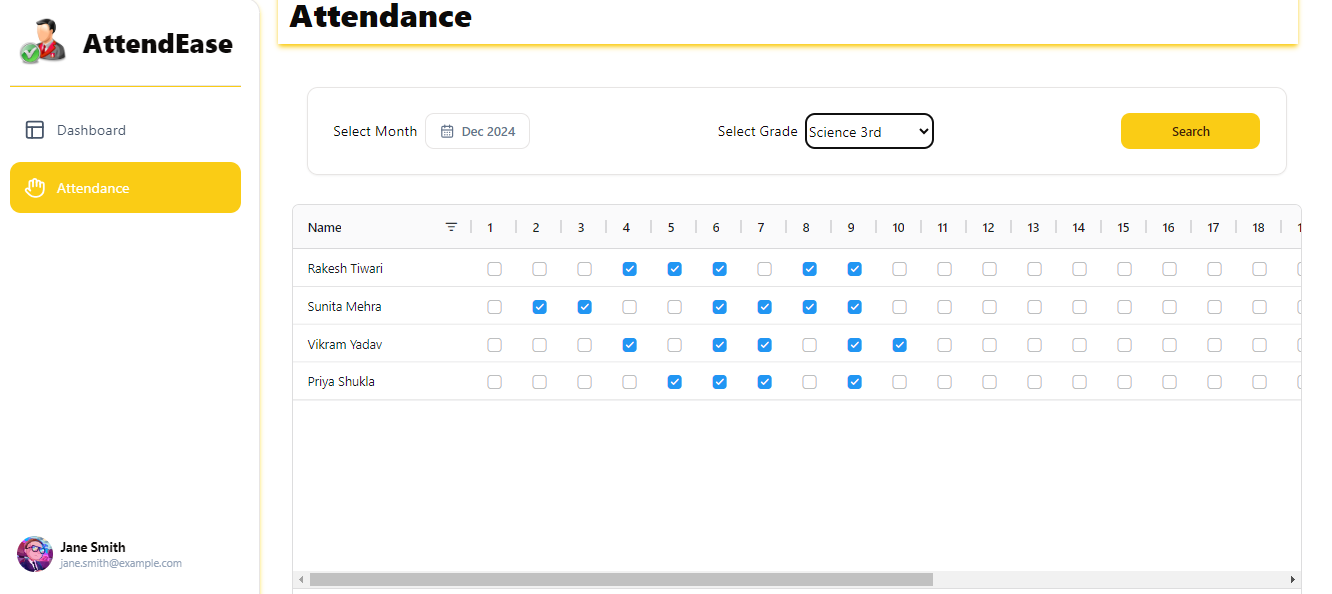 Attendance
AttendEase
Dashboard
Attendance
Select Month Dec 2024 Select Grade Science 3rd Search
Name 1 2 3 4 5 6 7 8 9 10 11 12 13 14 15 16 17 18
Rakesh Tiwari
Sunita Mehra
Vikram Yadav
Priya Shukla
Jane Smith
jane.smith@example.com